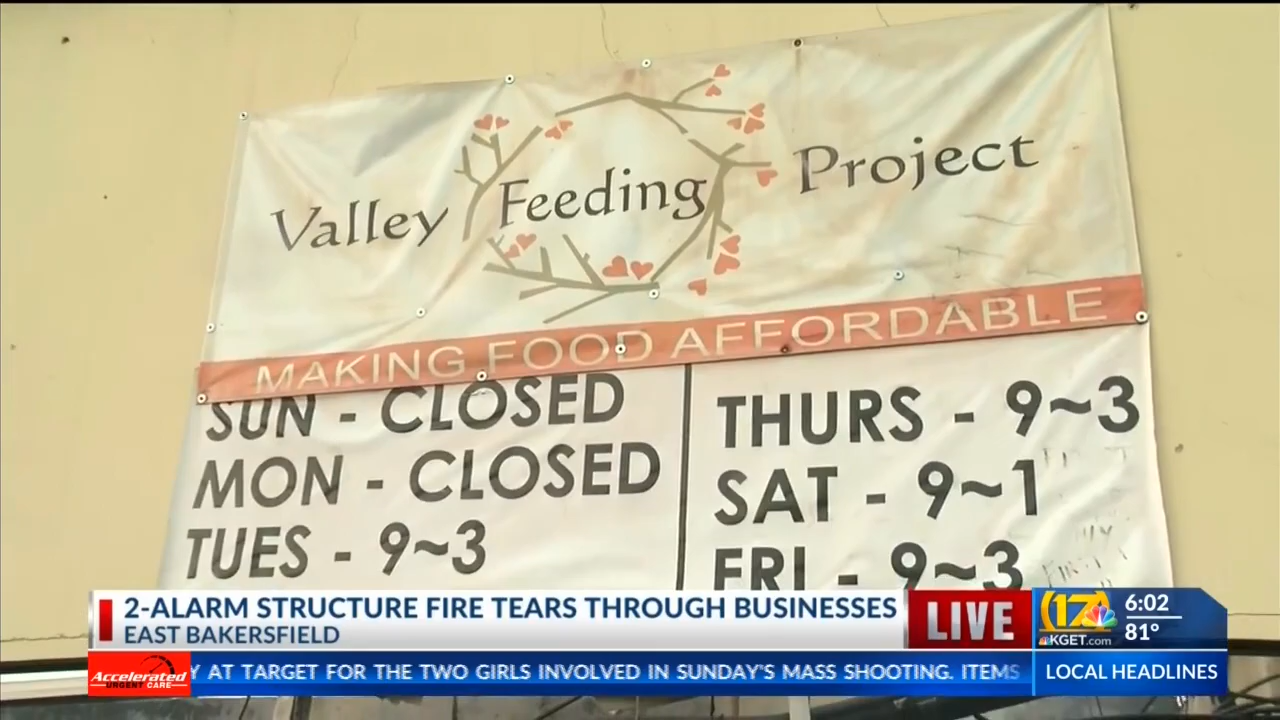 Valley Feeding Project
MAKING FOOD AFFORDABLE
SUN - CLOSED
MON - CLOSED
TUES - 9~3
THURS - 9~3
SAT - 9~1
FRI - 9~3
2-ALARM STRUCTURE FIRE TEARS THROUGH BUSINESSES
EAST BAKERSFIELD
LIVE
17
KGET.com
6:02
81°
Accelerated
URGENT CARE
Y AT TARGET FOR THE TWO GIRLS INVOLVED IN SUNDAY'S MASS SHOOTING. ITEMS
LOCAL HEADLINES